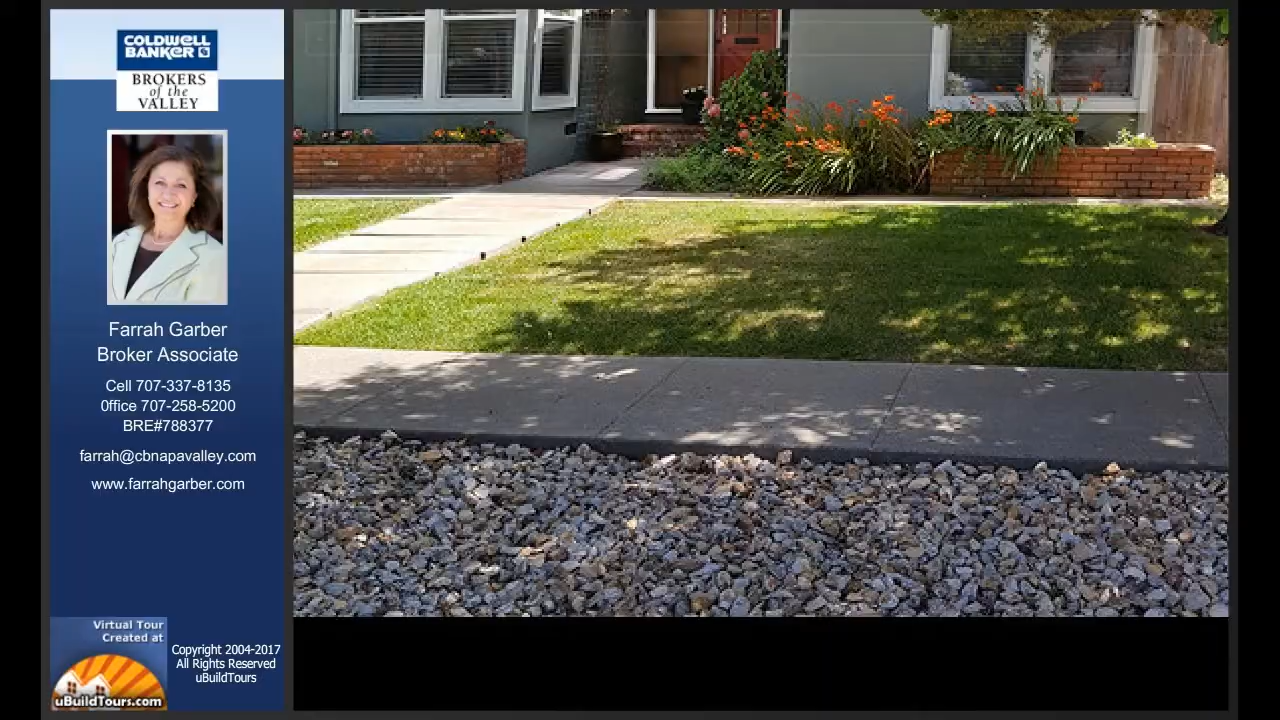 COLDWELL
BANKER
BROKERS
of the
VALLEY
Farrah Garber
Broker Associate
Cell 707-337-8135
0ffice 707-258-5200
BRE#788377
farrah@cbnapavalley.com
www.farrahgarber.com
Virtual Tour
Created at
uBuildTours.com
Copyright 2004-2017
All Rights Reserved
uBuildTours